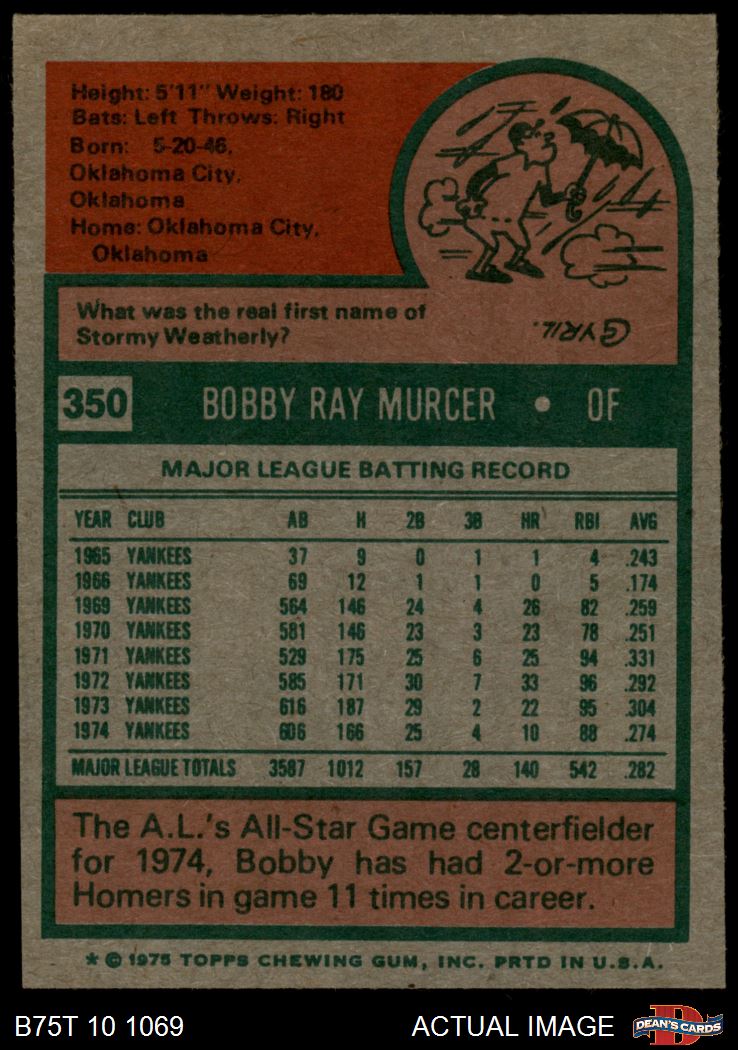 Height: 5'11" Weight: 180
Bats: Left Throws: Right
Born: 5-20-46,
Oklahoma City,
Oklahoma
Home: Oklahoma City,
Oklahoma
What was the real first name of
Stormy Weatherly?
CYRIL.
350 BOBBY RAY MURCER • OF
MAJOR LEAGUE BATTING RECORD
YEAR CLUB AB H 2B 3B HR RBI AVG
1965 YANKEES 37 9 0 1 1 4 .243
1966 YANKEES 69 12 1 1 0 5 .174
1969 YANKEES 564 146 24 4 26 82 .259
1970 YANKEES 581 146 23 3 23 78 .251
1971 YANKEES 529 175 25 6 25 94 .331
1972 YANKEES 585 171 30 7 33 96 .292
1973 YANKEES 616 187 29 2 22 95 .304
1974 YANKEES 606 166 25 4 10 88 .274
MAJOR LEAGUE TOTALS 3587 1012 157 28 140 542 .282
The A.L.'s All-Star Game centerfielder
for 1974, Bobby has had 2-or-more
Homers in game 11 times in career.
* © 1975 TOPPS CHEWING GUM, INC. PRTD IN U.S.A.
B75T 10 1069 ACTUAL IMAGE DEAN'S CARDS